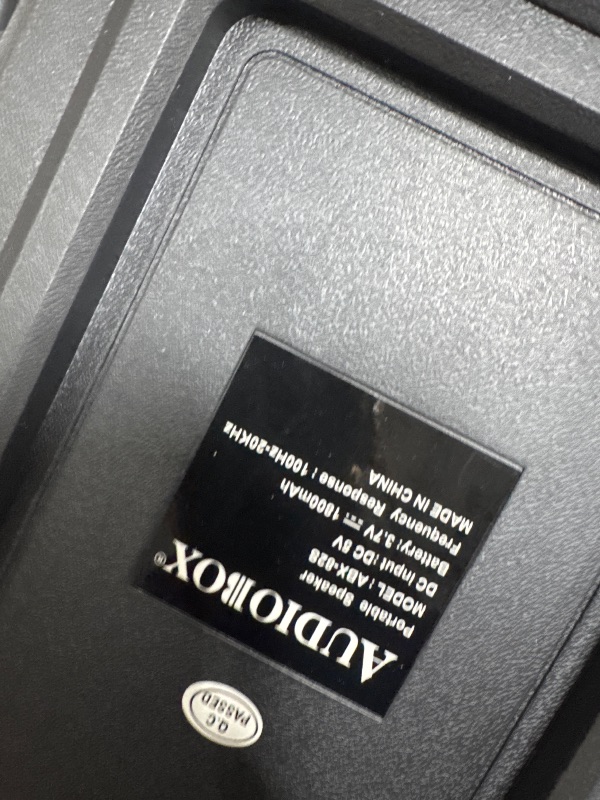 AUDIOBOX®
Portable Speaker
MODEL : ABX-828
DC Input : DC 5V
Battery: 3.7V ⎓ 1800mAh
Frequency Response : 100Hz-20KHz
MADE IN CHINA
Q.C
PASSED